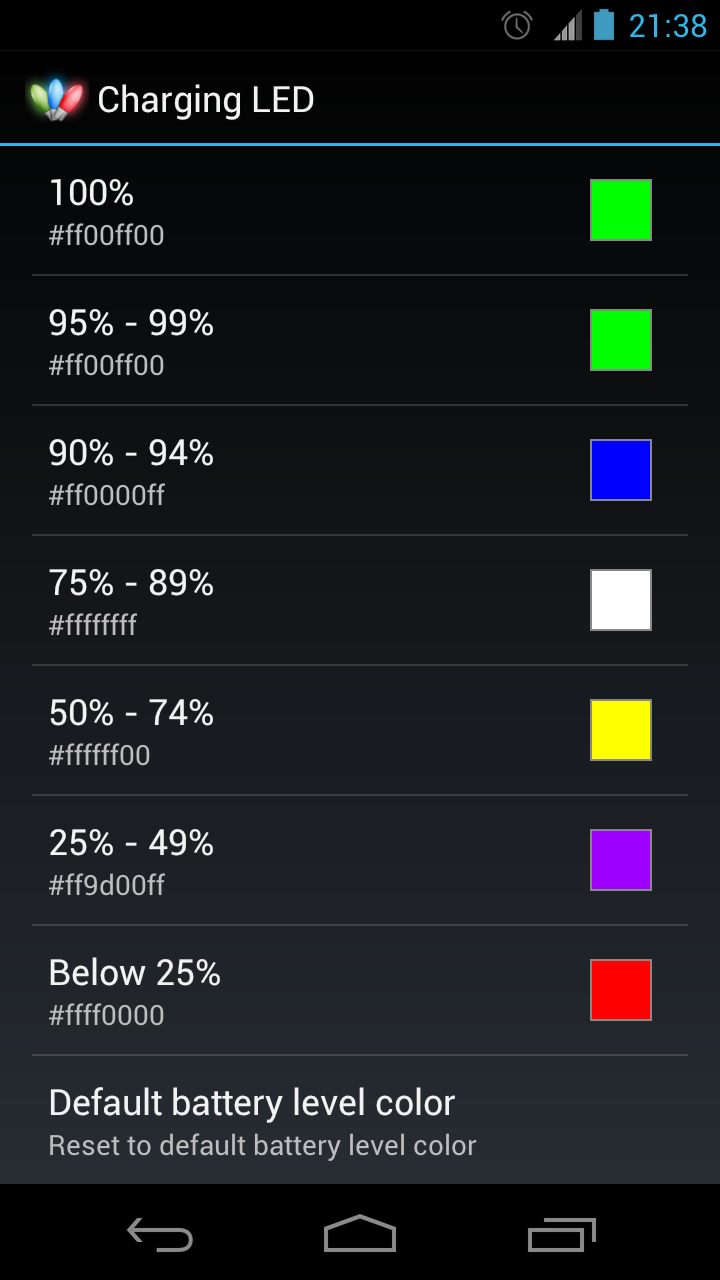 21:38
Charging LED
100%
#ff00ff00
95% - 99%
#ff00ff00
90% - 94%
#ff0000ff
75% - 89%
#ffffffff
50% - 74%
#ffffff00
25% - 49%
#ff9d00ff
Below 25%
#ffff0000
Default battery level color
Reset to default battery level color